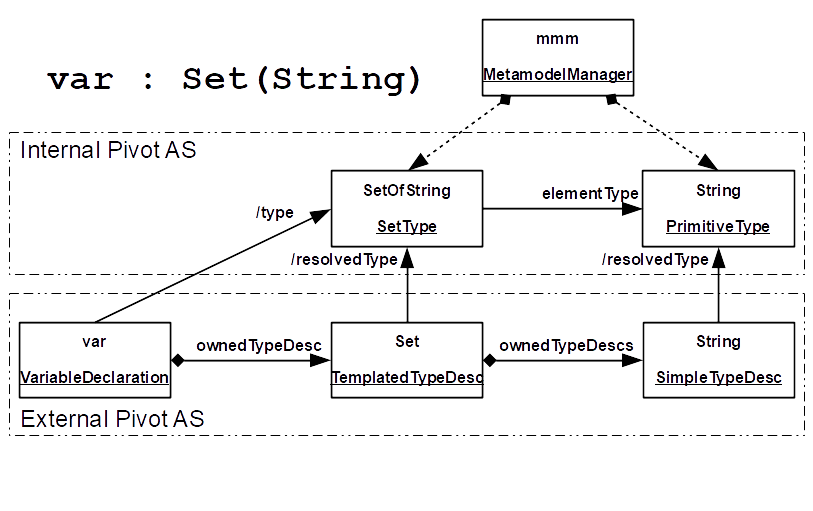 mmm
MetamodelManager
var : Set(String)
Internal Pivot AS
SetOfString
SetType
elementType
String
PrimitiveType
/type
/resolvedType
/resolvedType
var
VariableDeclaration
ownedTypeDesc
Set
TemplatedTypeDesc
ownedTypeDescs
String
SimpleTypeDesc
External Pivot AS